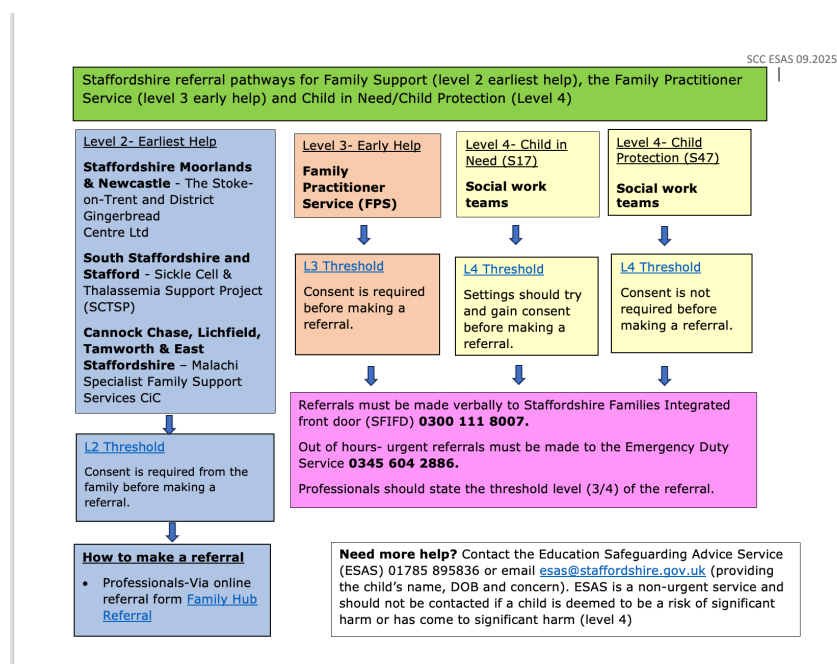 SCC ESAS 09.2025
Staffordshire referral pathways for Family Support (level 2 earliest help), the Family Practitioner
Service (level 3 early help) and Child in Need/Child Protection (Level 4)
Level 2- Earliest Help
Staffordshire Moorlands
& Newcastle - The Stoke-
on-Trent and District
Gingerbread
Centre Ltd
South Staffordshire and
Stafford - Sickle Cell &
Thalassemia Support Project
(SCTSP)
Cannock Chase, Lichfield,
Tamworth & East
Staffordshire – Malachi
Specialist Family Support
Services CiC
L2 Threshold
Consent is required from the
family before making a
referral.
How to make a referral
• Professionals-Via online
referral form Family Hub
Referral
Level 3- Early Help
Family
Practitioner
Service (FPS)
L3 Threshold
Consent is required
before making a
referral.
Level 4- Child in
Need (S17)
Social work
teams
L4 Threshold
Settings should try
and gain consent
before making a
referral.
Level 4- Child
Protection (S47)
Social work
teams
L4 Threshold
Consent is not
required before
making a referral.
Referrals must be made verbally to Staffordshire Families Integrated
front door (SFIFD) 0300 111 8007.
Out of hours- urgent referrals must be made to the Emergency Duty
Service 0345 604 2886.
Professionals should state the threshold level (3/4) of the referral.
Need more help? Contact the Education Safeguarding Advice Service
(ESAS) 01785 895836 or email esas@staffordshire.gov.uk (providing
the child's name, DOB and concern). ESAS is a non-urgent service and
should not be contacted if a child is deemed to be a risk of significant
harm or has come to significant harm (level 4)